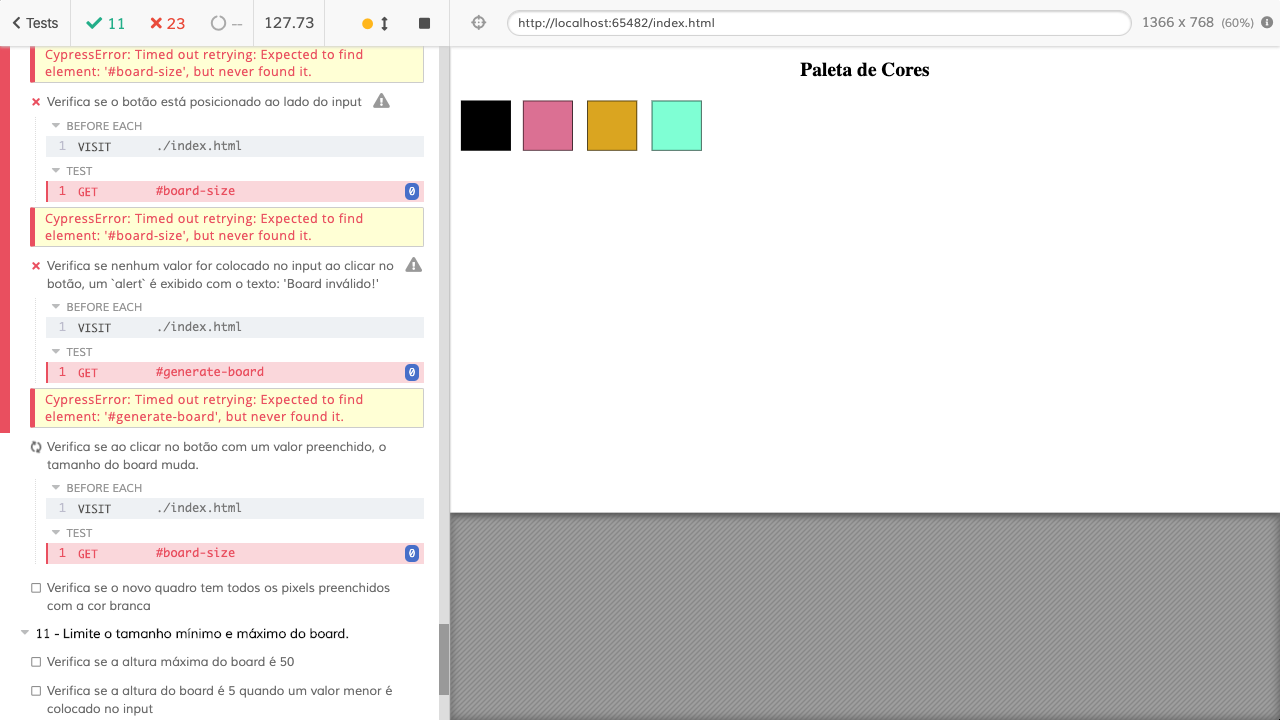 Tests 11 23 -- 127.73
http://localhost:65482/index.html 1366 x 768 (60%)
CypressError: Timed out retrying: Expected to find
element: '#board-size', but never found it.
Verifica se o botão está posicionado ao lado do input
BEFORE EACH
1 VISIT ./index.html
TEST
1 GET #board-size 0
CypressError: Timed out retrying: Expected to find
element: '#board-size', but never found it.
Verifica se nenhum valor for colocado no input ao clicar no
botão, um `alert` é exibido com o texto: 'Board inválido!'
BEFORE EACH
1 VISIT ./index.html
TEST
1 GET #generate-board 0
CypressError: Timed out retrying: Expected to find
element: '#generate-board', but never found it.
Verifica se ao clicar no botão com um valor preenchido, o
tamanho do board muda.
BEFORE EACH
1 VISIT ./index.html
TEST
1 GET #board-size 0
Verifica se o novo quadro tem todos os pixels preenchidos
com a cor branca
11 - Limite o tamanho mínimo e máximo do board.
Verifica se a altura máxima do board é 50
Verifica se a altura do board é 5 quando um valor menor é
colocado no input
Paleta de Cores